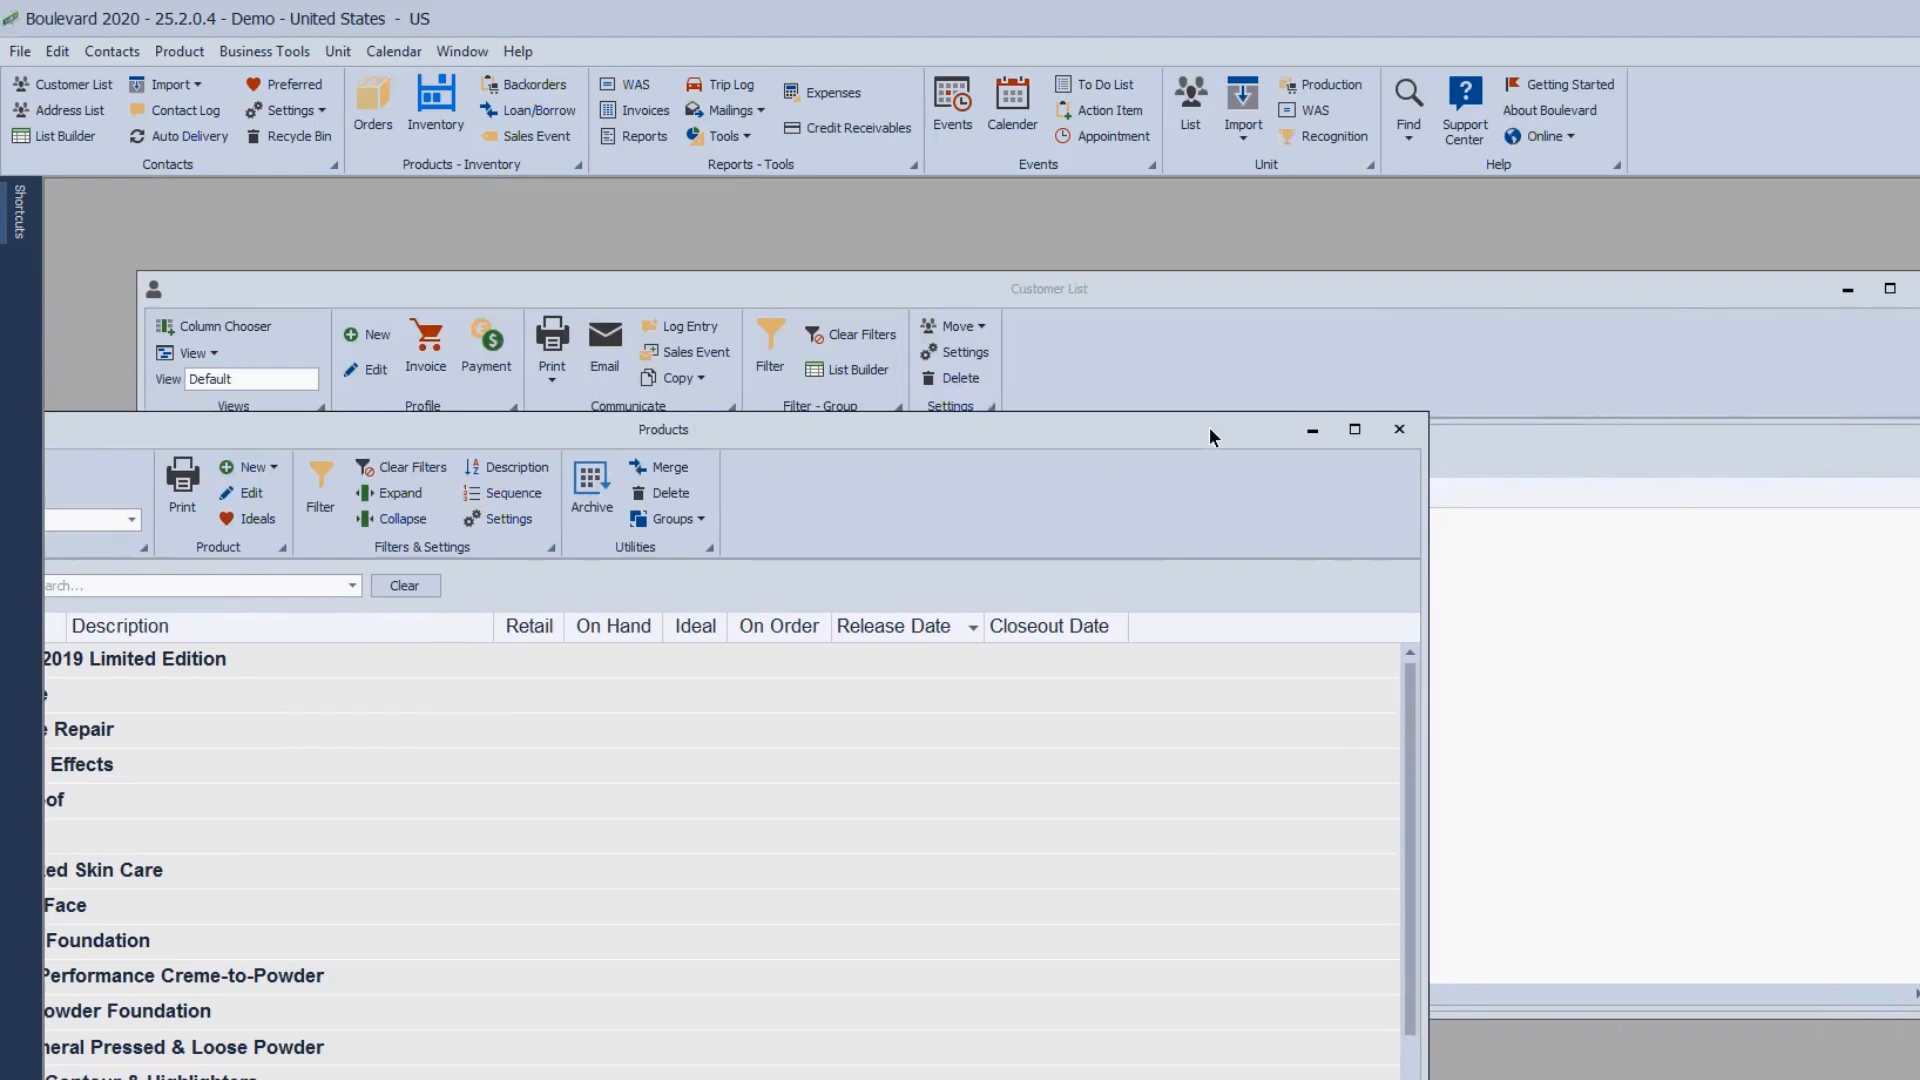 Boulevard 2020 - 25.2.0.4 - Demo - United States - US
File Edit Contacts Product Business Tools Unit Calendar Window Help
Customer List Import Preferred
Address List Contact Log Settings
List Builder Auto Delivery Recycle Bin
Contacts
Orders Inventory
Backorders
Loan/Borrow
Sales Event
Products - Inventory
WAS Trip Log Expenses
Invoices Mailings
Reports Tools Credit Receivables
Reports - Tools
Events Calender
To Do List
Action Item
Appointment
Events
List Import
Production
WAS
Recognition
Unit
Find Support Center
Getting Started
About Boulevard
Online
Help
Shortcuts
Customer List
Column Chooser
View
View Default
Views
New
Edit
Invoice Payment
Profile
Print Email
Log Entry
Sales Event
Copy
Communicate
Filter
Clear Filters
List Builder
Filter - Group
Move
Settings
Delete
Settings
Products
Print
New
Edit
Ideals
Product
Filter
Clear Filters Description
Expand Sequence
Collapse Settings
Filters & Settings
Archive
Merge
Delete
Groups
Utilities
arch... Clear
Description Retail On Hand Ideal On Order Release Date Closeout Date
2019 Limited Edition
e
e Repair
Effects
of
ed Skin Care
Face
Foundation
Performance Creme-to-Powder
owder Foundation
neral Pressed & Loose Powder
Contour & Highlighters